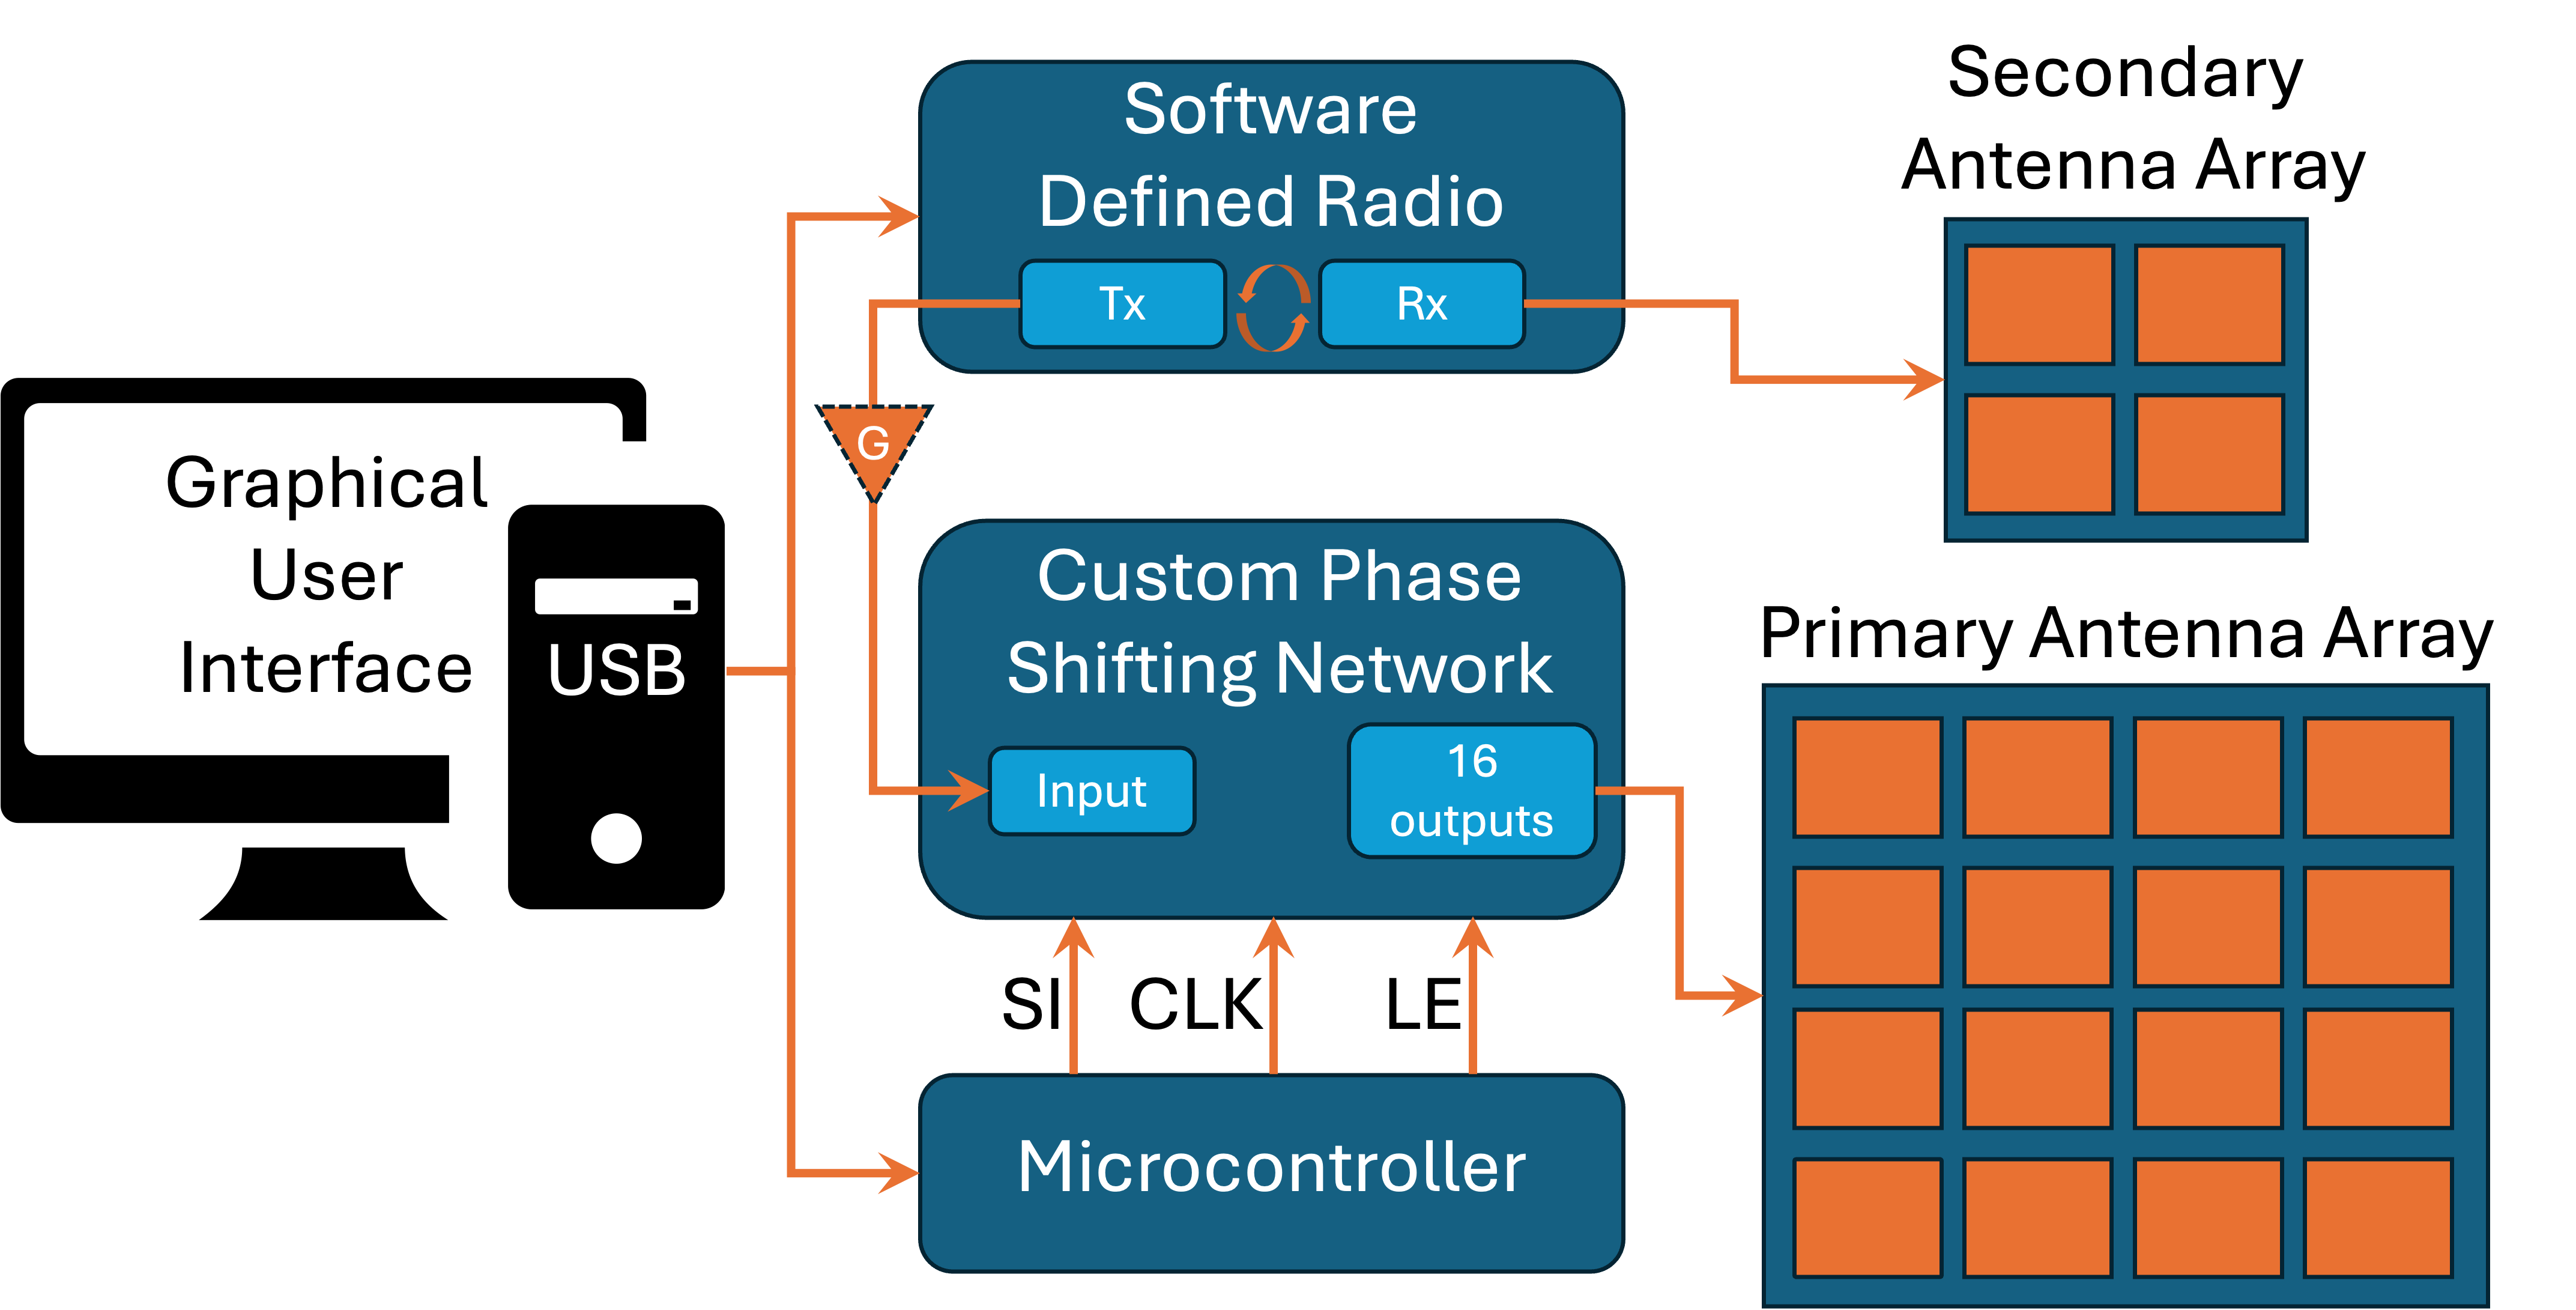 Graphical
User
Interface
USB
Software
Defined Radio
Tx
Rx
G
Custom Phase
Shifting Network
Input
16
outputs
SI
CLK
LE
Microcontroller
Secondary
Antenna Array
Primary Antenna Array